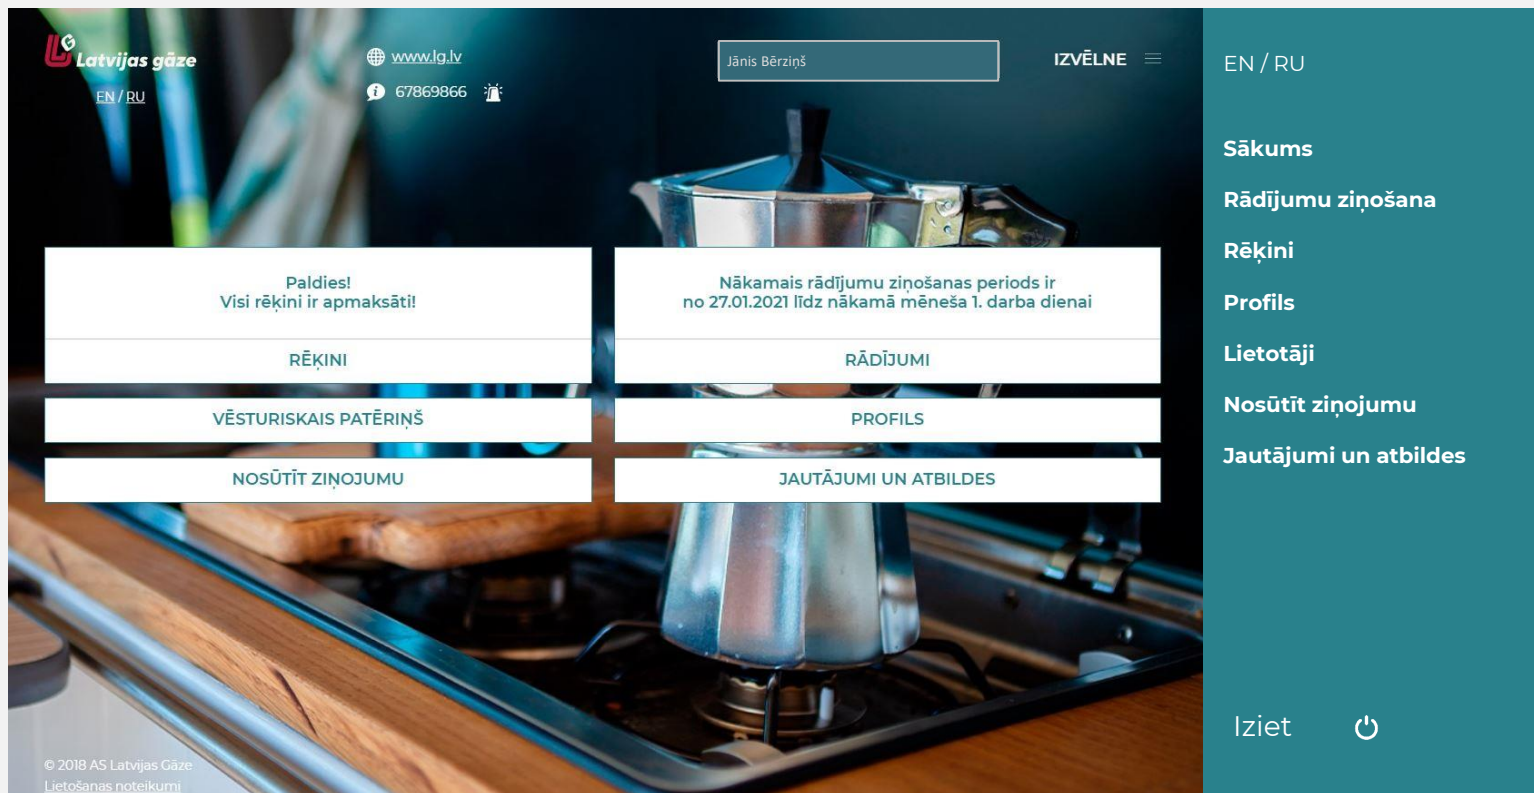 Latvijas gāze
EN / RU
www.lg.lv
67869866
Jānis Bērziņš
IZVĒLNE
Paldies!
Visi rēķini ir apmaksāti!
RĒĶINI
Nākamais rādījumu ziņošanas periods ir
no 27.01.2021 līdz nākamā mēneša 1. darba dienai
RĀDĪJUMI
VĒSTURISKAIS PATĒRIŅŠ
PROFILS
NOSŪTĪT ZIŅOJUMU
JAUTĀJUMI UN ATBILDES
© 2018 AS Latvijas Gāze
Lietošanas noteikumi
EN / RU
Sākums
Rādījumu ziņošana
Rēķini
Profils
Lietotāji
Nosūtīt ziņojumu
Jautājumi un atbildes
Iziet